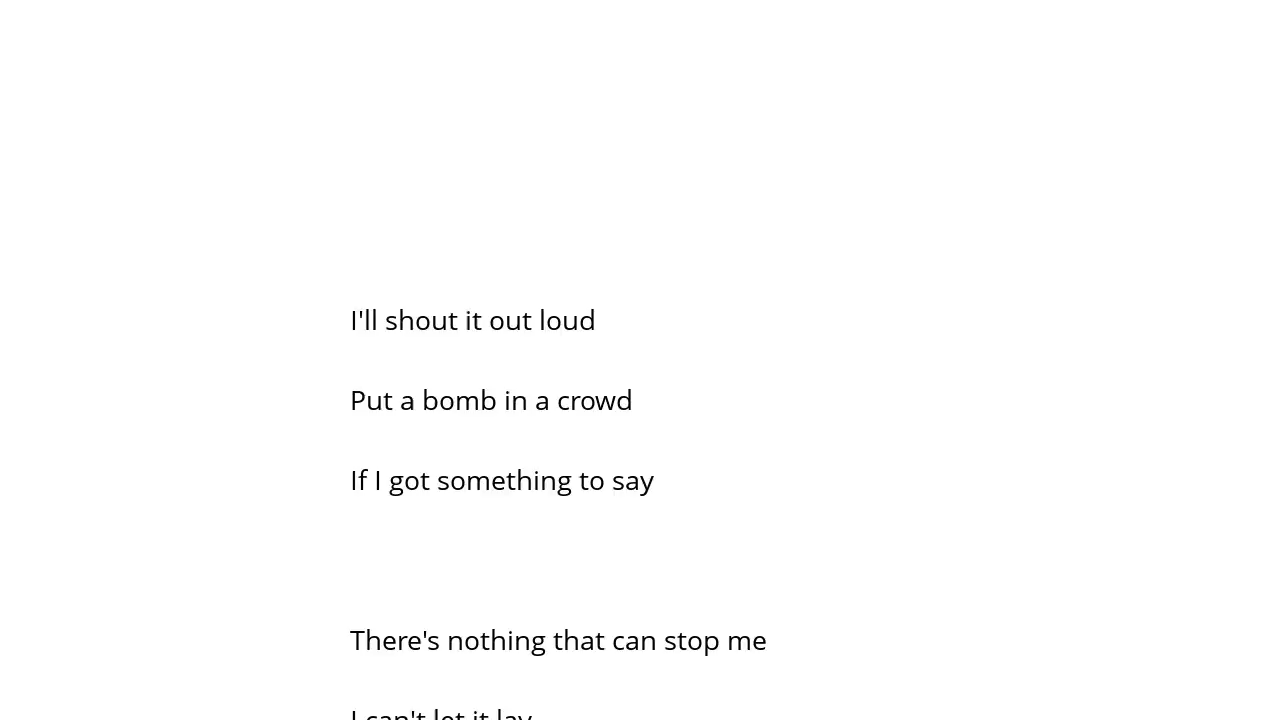 I'll shout it out loud
Put a bomb in a crowd
If I got something to say
There's nothing that can stop me
I can't let it lay